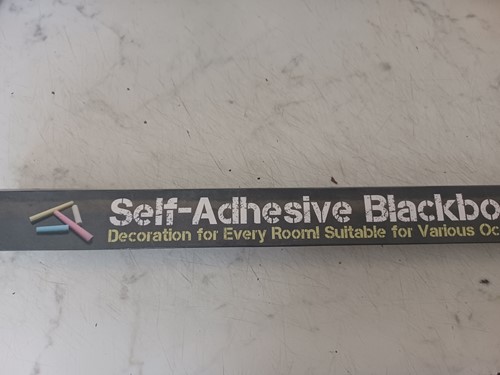 Self-Adhesive Blackbo
Decoration for Every Room! Suitable for Various Oc